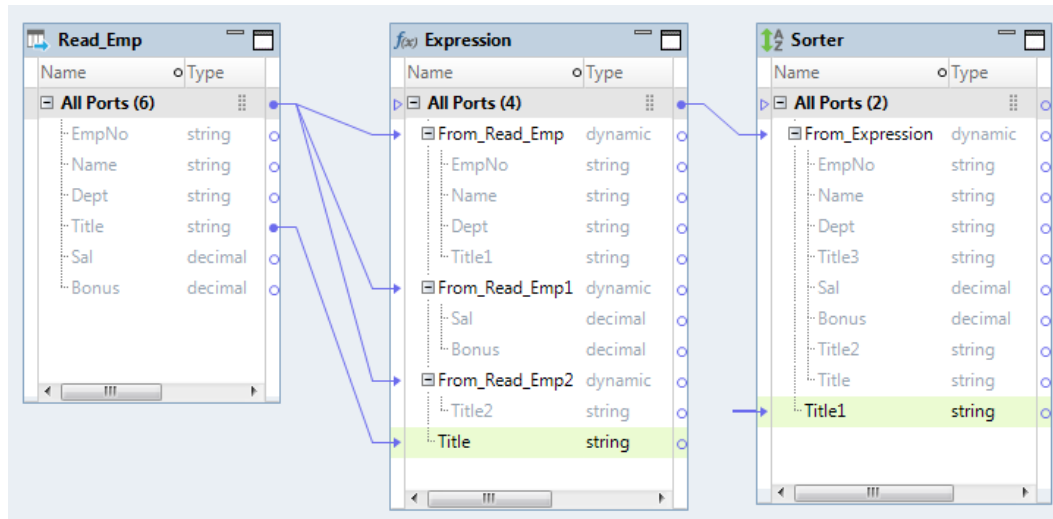 Read_Emp
Name Type
All Ports (6)
EmpNo string
Name string
Dept string
Title string
Sal decimal
Bonus decimal
f(x) Expression
Name Type
All Ports (4)
From_Read_Emp dynamic
EmpNo string
Name string
Dept string
Title1 string
From_Read_Emp1 dynamic
Sal decimal
Bonus decimal
From_Read_Emp2 dynamic
Title2 string
Title string
A Z Sorter
Name Type
All Ports (2)
From_Expression dynamic
EmpNo string
Name string
Dept string
Title3 string
Sal decimal
Bonus decimal
Title2 string
Title string
Title1 string